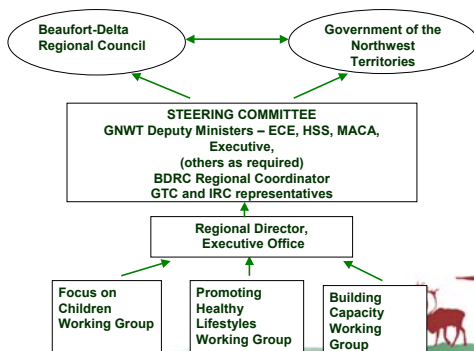 Beaufort-Delta
Regional Council
Government of the
Northwest
Territories
STEERING COMMITTEE
GNWT Deputy Ministers – ECE, HSS, MACA,
Executive,
(others as required)
BDRC Regional Coordinator
GTC and IRC representatives
Regional Director,
Executive Office
Focus on
Children
Working Group
Promoting
Healthy
Lifestyles
Working Group
Building
Capacity
Working
Group